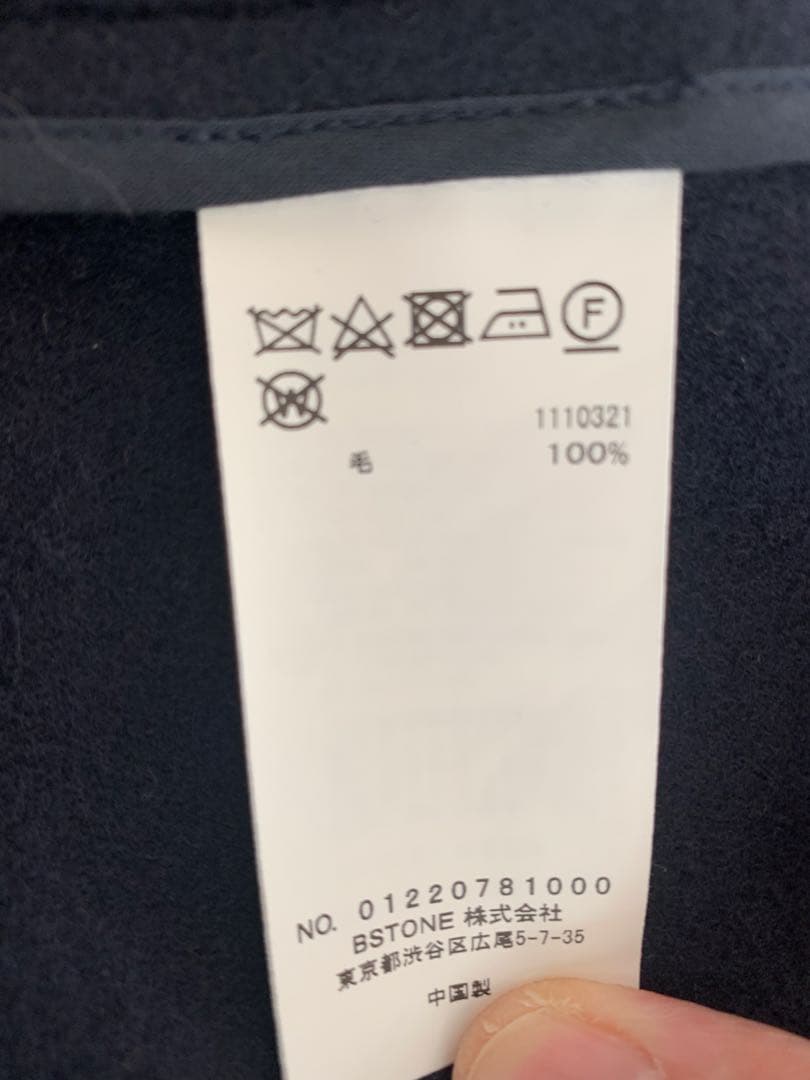 F
W
1110321
毛 100%
NO. 01220781000
BSTONE 株式会社
東京都渋谷区広尾5-7-35
中国製